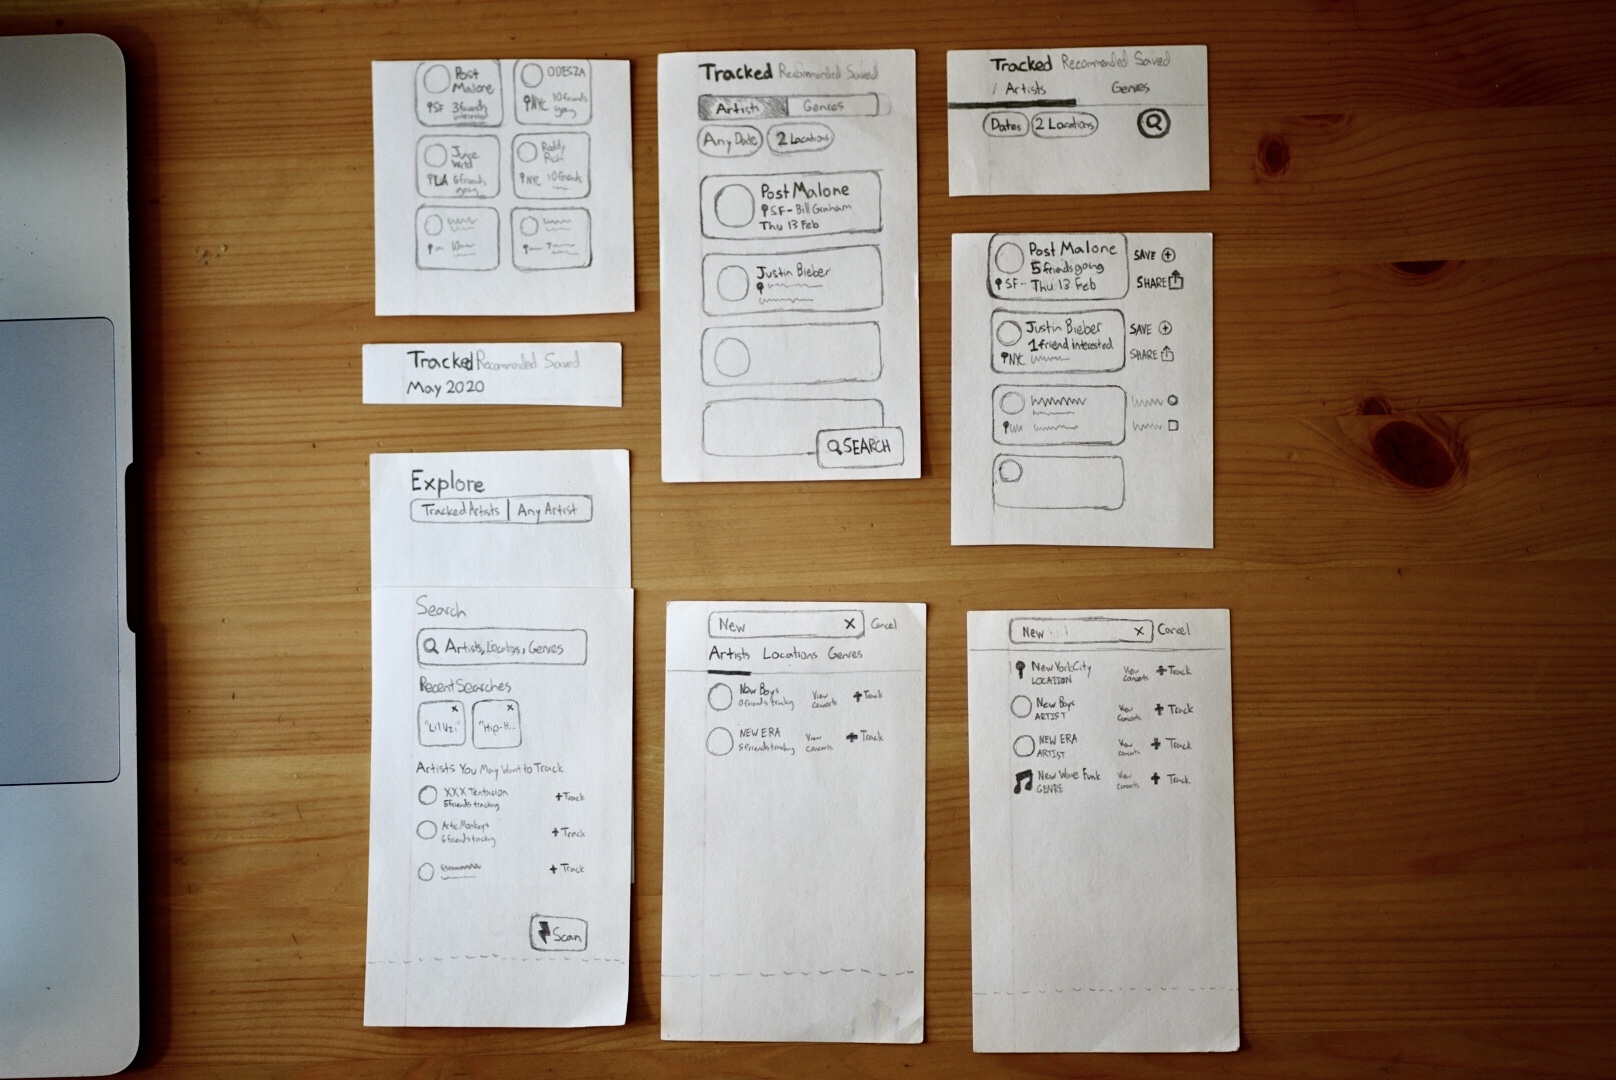 Post
Malone
SF 3 friends
interested
ODESZA
NYC 10 friends
going
Juice
Wrld
LA 6 friends
going
Roddy
Rich
NYC 10 friends
Tracked Recommended Saved
May 2020
Explore
Tracked Artists | Any Artist
Search
Artists, Locatios, Genres
Recent Searches
x
"Lil Vzi"
x
"Hip-H...
Artists You May Want to Track
XXX Tentacion
5 friends tracking
+ Track
Artic Monkeys
6 friends tracking
+ Track
+ Track
Scan
Tracked Recommended Saved
Artists Genres
Any Date 2 Locations
Post Malone
SF - Bill Graham
Thu 13 Feb
Justin Bieber
SEARCH
Tracked Recommended Saved
Artists Genres
Dates 2 Locations
Post Malone
5 friends going
SF - Thu 13 Feb
SAVE
SHARE
Justin Bieber
1 friend interested
NYC
SAVE
SHARE
New X Cancel
Artists Locations Genres
New Boys
0 friends tracking
View
Concerts
+ Track
NEW ERA
5 friends tracking
View
Concerts
+ Track
New X Cancel
New York City
LOCATION
View
Concerts
+ Track
New Boys
ARTIST
View
Concerts
+ Track
NEW ERA
ARTIST
View
Concerts
+ Track
New Wave Funk
GENRE
View
Concerts
+ Track